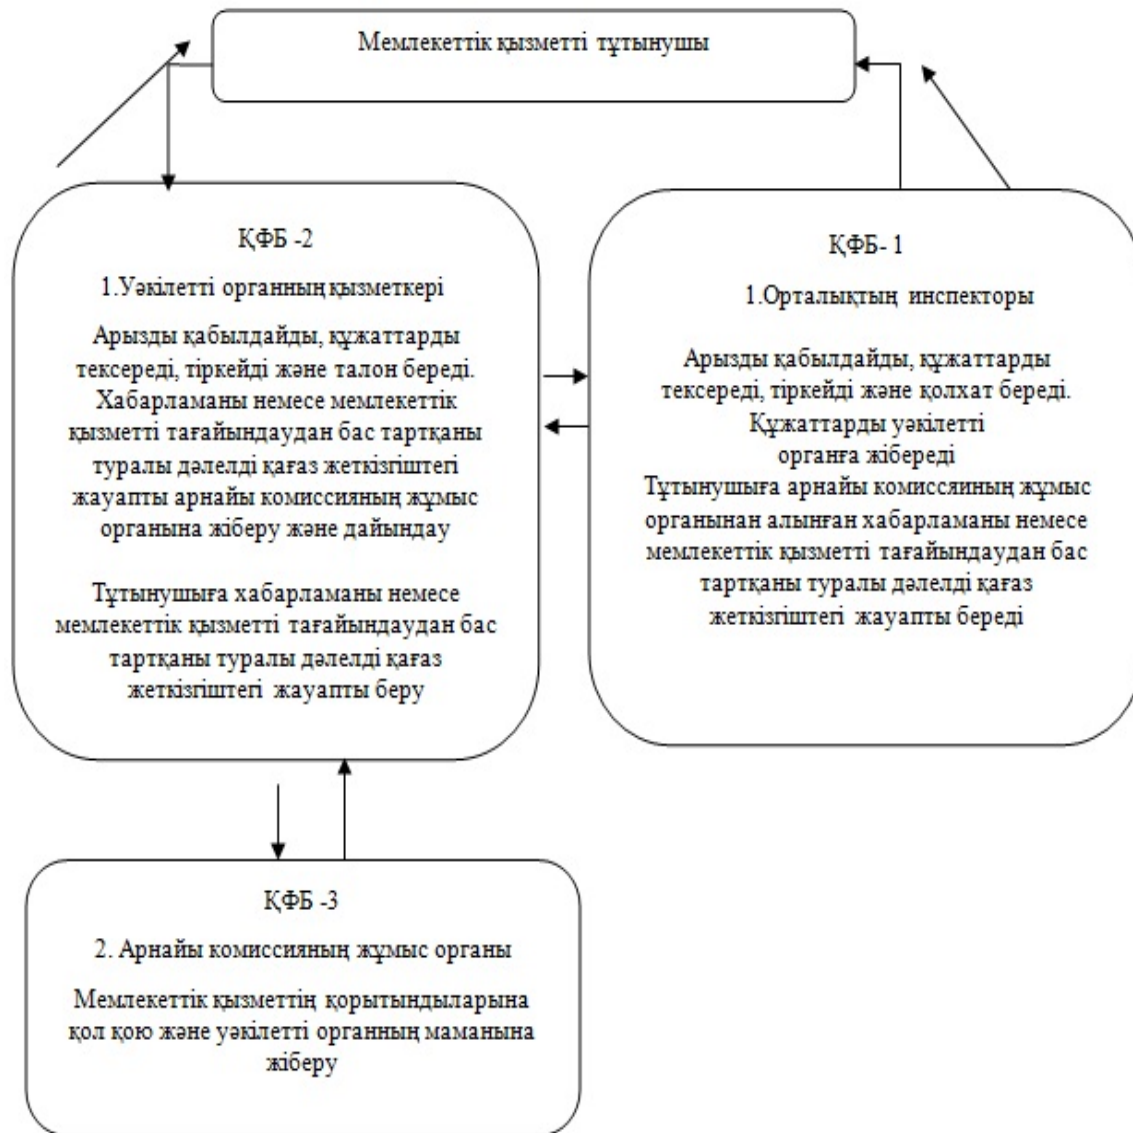 Мемлекеттік қызметті тұтынушы
ҚФБ -2
1.Уәкілетті органның қызметкері
Арызды қабылдайды, құжаттарды
тексереді, тіркейді және талон береді.
Хабарламаны немесе мемлекеттік
қызметті тағайындаудан бас тартқаны
туралы дәлелді қағаз жеткізгіштегі
жауапты арнайы комиссияның жұмыс
органына жіберу және дайындау
Тұтынушыға хабарламаны немесе
мемлекеттік қызметті тағайындаудан бас
тартқаны туралы дәлелді қағаз
жеткізгіштегі жауапты беру
ҚФБ- 1
1.Орталықтың инспекторы
Арызды қабылдайды, құжаттарды
тексереді, тіркейді және қолхат береді.
Құжаттарды уәкілетті
органға жібереді
Тұтынушыға арнайы комиссяиның жұмыс
органынан алынған хабарламаны немесе
мемлекеттік қызметті тағайындаудан бас
тартқаны туралы дәлелді қағаз
жеткізгіштегі жауапты береді
ҚФБ -3
2. Арнайы комиссияның жұмыс органы
Мемлекеттік қызметтің қорытындыларына
қол қою және уәкілетті органның маманына
жіберу